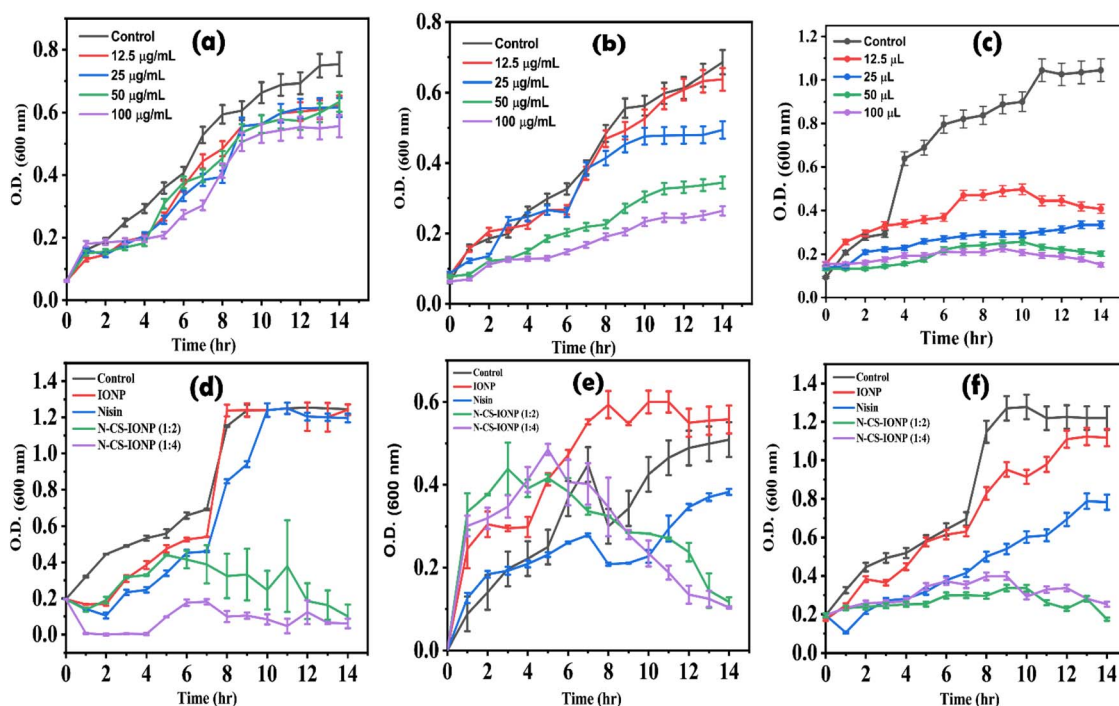 (a)
Control
12.5 μg/mL
25 μg/mL
50 μg/mL
100 μg/mL
O.D. (600 nm)
0.8
0.6
0.4
0.2
0.0
0 2 4 6 8 10 12 14
Time (hr)
(b)
Control
12.5 μg/mL
25 μg/mL
50 μg/mL
100 μg/mL
O.D. (600 nm)
0.8
0.6
0.4
0.2
0.0
0 2 4 6 8 10 12 14
Time (hr)
(c)
Control
12.5 μL
25 μL
50 μL
100 μL
O.D. (600 nm)
1.2
1.0
0.8
0.6
0.4
0.2
0.0
0 2 4 6 8 10 12 14
Time (hr)
(d)
Control
IONP
Nisin
N-CS-IONP (1:2)
N-CS-IONP (1:4)
O.D. (600 nm)
1.4
1.2
1.0
0.8
0.6
0.4
0.2
0.0
0 2 4 6 8 10 12 14
Time (hr)
(e)
Control
IONP
Nisin
N-CS-IONP (1:2)
N-CS-IONP (1:4)
O.D. (600 nm)
0.6
0.4
0.2
0.0
0 2 4 6 8 10 12 14
Time (hr)
(f)
Control
IONP
Nisin
N-CS-IONP (1:2)
N-CS-IONP (1:4)
O.D. (600 nm)
1.4
1.2
1.0
0.8
0.6
0.4
0.2
0.0
0 2 4 6 8 10 12 14
Time (hr)